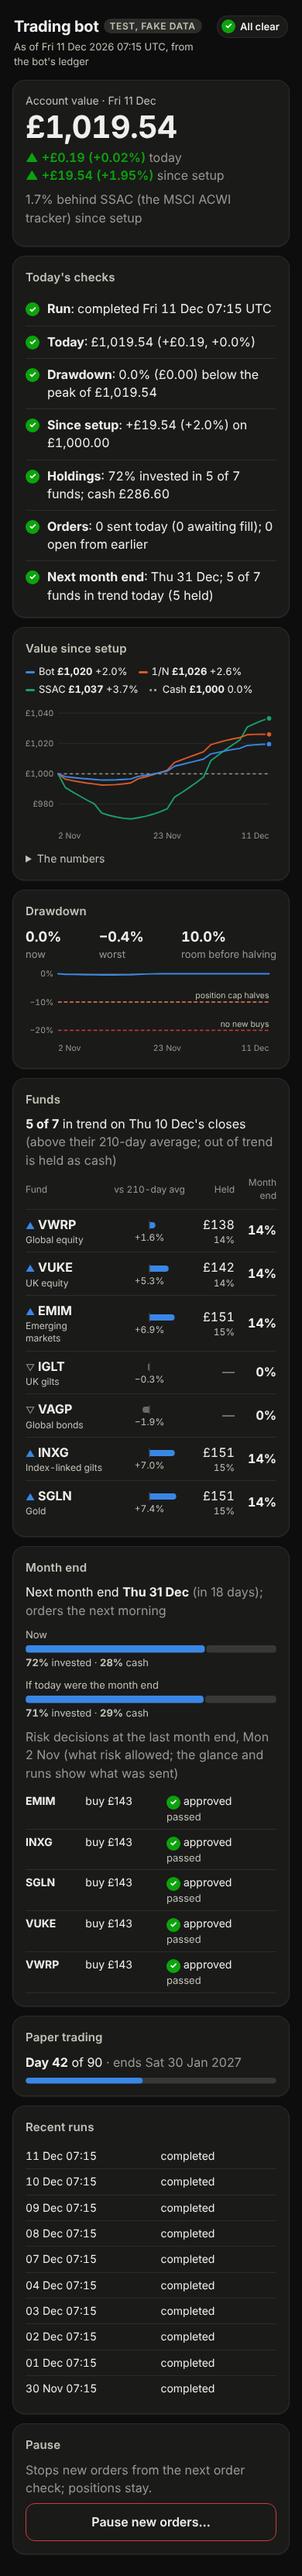 Trading bot TEST, FAKE DATA All clear
As of Fri 11 Dec 2026 07:15 UTC, from
the bot's ledger
Account value · Fri 11 Dec
£1,019.54
▲ +£0.19 (+0.02%) today
▲ +£19.54 (+1.95%) since setup
1.7% behind SSAC (the MSCI ACWI
tracker) since setup
Today's checks
Run: completed Fri 11 Dec 07:15 UTC
Today: £1,019.54 (+£0.19, +0.0%)
Drawdown: 0.0% (£0.00) below the
peak of £1,019.54
Since setup: +£19.54 (+2.0%) on
£1,000.00
Holdings: 72% invested in 5 of 7
funds; cash £286.60
Orders: 0 sent today (0 awaiting fill); 0
open from earlier
Next month end: Thu 31 Dec; 5 of 7
funds in trend today (5 held)
Value since setup
Bot £1,020 +2.0% 1/N £1,026 +2.6%
SSAC £1,037 +3.7% Cash £1,000 0.0%
£1,040
£1,020
£1,000
£980
2 Nov 23 Nov 11 Dec
▶ The numbers
Drawdown
0.0% −0.4% 10.0%
now worst room before halving
0%
position cap halves
−10%
no new buys
−20%
2 Nov 23 Nov 11 Dec
Funds
5 of 7 in trend on Thu 10 Dec's closes
(above their 210-day average; out of trend
is held as cash)
Fund vs 210-day avg Held Month end
▲ VWRP £138 14%
Global equity +1.6% 14%
▲ VUKE £142 14%
UK equity +5.3% 14%
▲ EMIM £151 14%
Emerging markets +6.9% 15%
▽ IGLT — 0%
UK gilts −0.3%
▽ VAGP — 0%
Global bonds −1.9%
▲ INXG £151 14%
Index-linked gilts +7.0% 15%
▲ SGLN £151 14%
Gold +7.4% 15%
Month end
Next month end Thu 31 Dec (in 18 days);
orders the next morning
Now
72% invested · 28% cash
If today were the month end
71% invested · 29% cash
Risk decisions at the last month end, Mon
2 Nov (what risk allowed; the glance and
runs show what was sent)
EMIM buy £143 approved
passed
INXG buy £143 approved
passed
SGLN buy £143 approved
passed
VUKE buy £143 approved
passed
VWRP buy £143 approved
passed
Paper trading
Day 42 of 90 · ends Sat 30 Jan 2027
Recent runs
11 Dec 07:15 completed
10 Dec 07:15 completed
09 Dec 07:15 completed
08 Dec 07:15 completed
07 Dec 07:15 completed
04 Dec 07:15 completed
03 Dec 07:15 completed
02 Dec 07:15 completed
01 Dec 07:15 completed
30 Nov 07:15 completed
Pause
Stops new orders from the next order
check; positions stay.
Pause new orders…